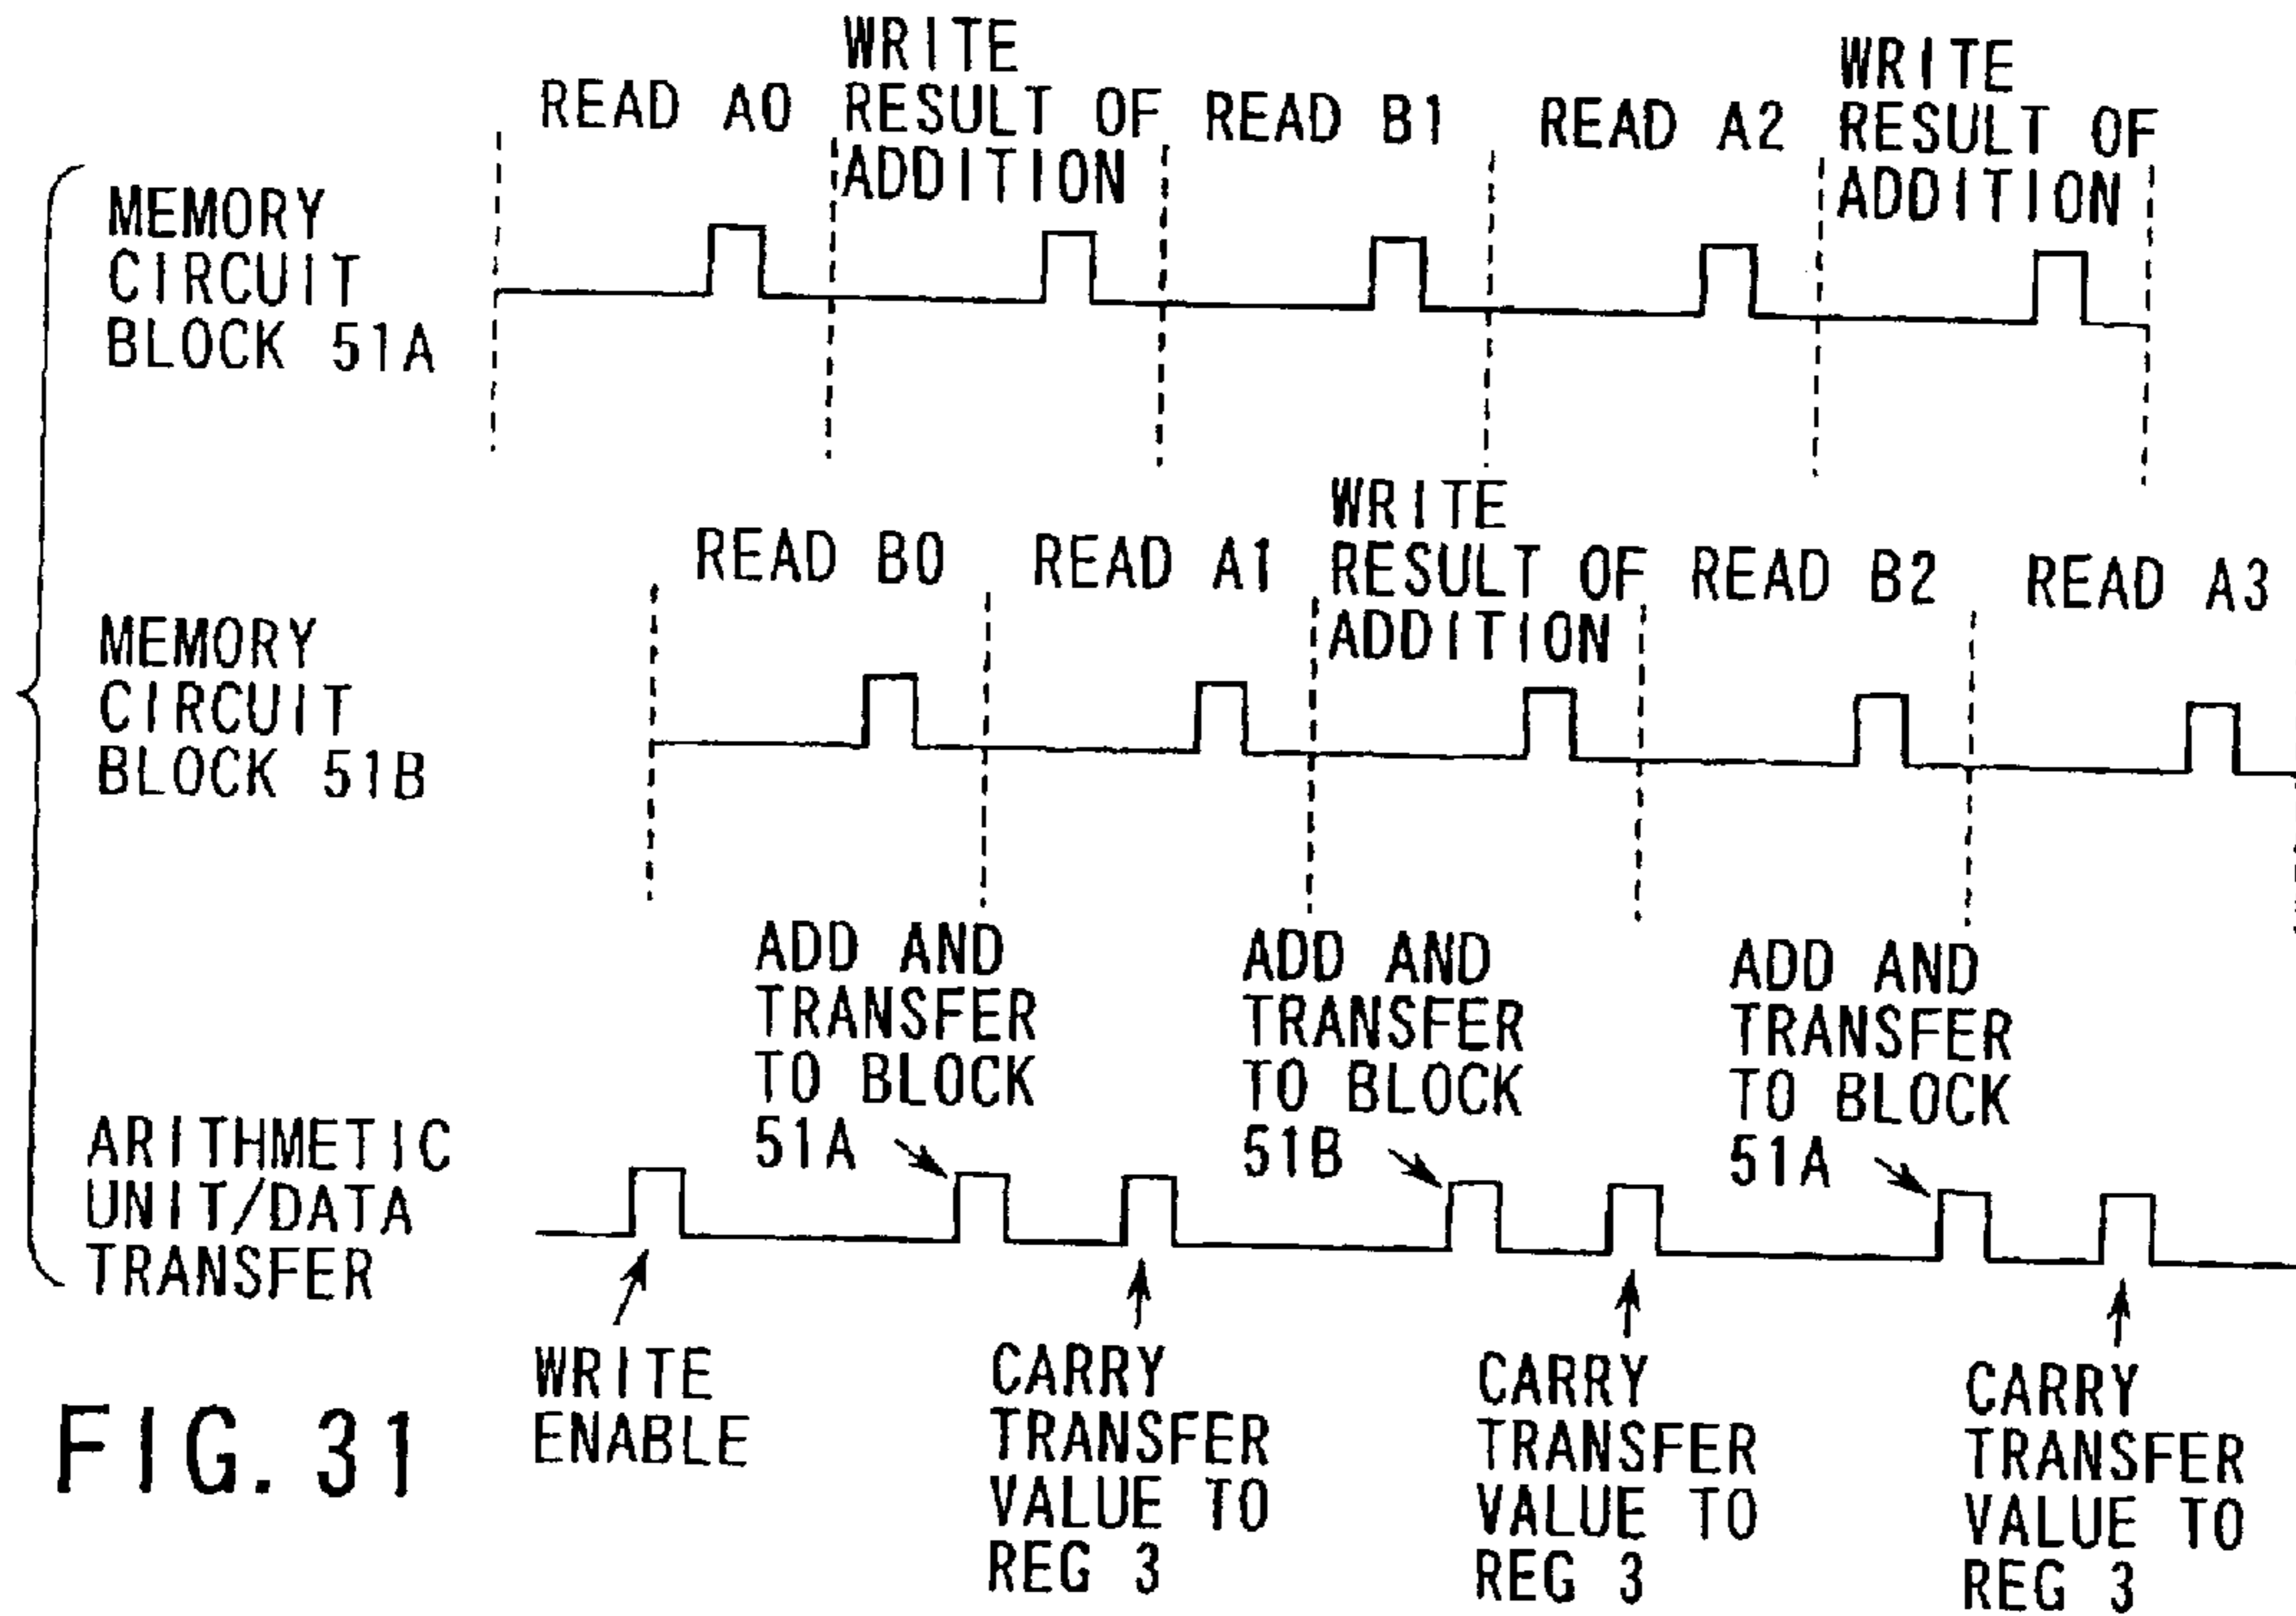 READ A0
WRITE
RESULT OF
ADDITION
READ B1
READ A2
WRITE
RESULT OF
ADDITION
MEMORY
CIRCUIT
BLOCK 51A
READ B0
READ A1
WRITE
RESULT OF
ADDITION
READ B2
READ A3
MEMORY
CIRCUIT
BLOCK 51B
ADD AND
TRANSFER
TO BLOCK
51A
ADD AND
TRANSFER
TO BLOCK
51B
ADD AND
TRANSFER
TO BLOCK
51A
ARITHMETIC
UNIT/DATA
TRANSFER
WRITE
ENABLE
CARRY
TRANSFER
VALUE TO
REG 3
CARRY
TRANSFER
VALUE TO
REG 3
CARRY
TRANSFER
VALUE TO
REG 3
FIG. 31